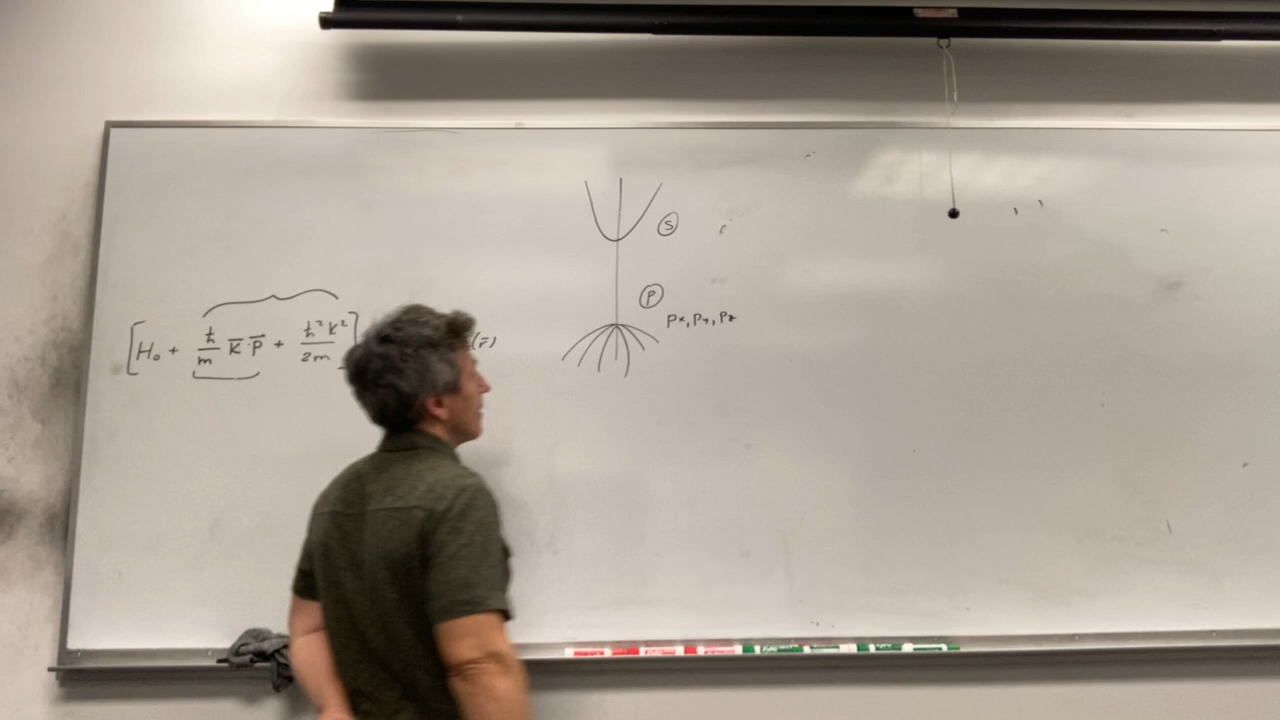 [H₀ + ħ/m k̄·p̄ + ħ²k²/2m]
(r̄)
S
P
Px, Py, Pz